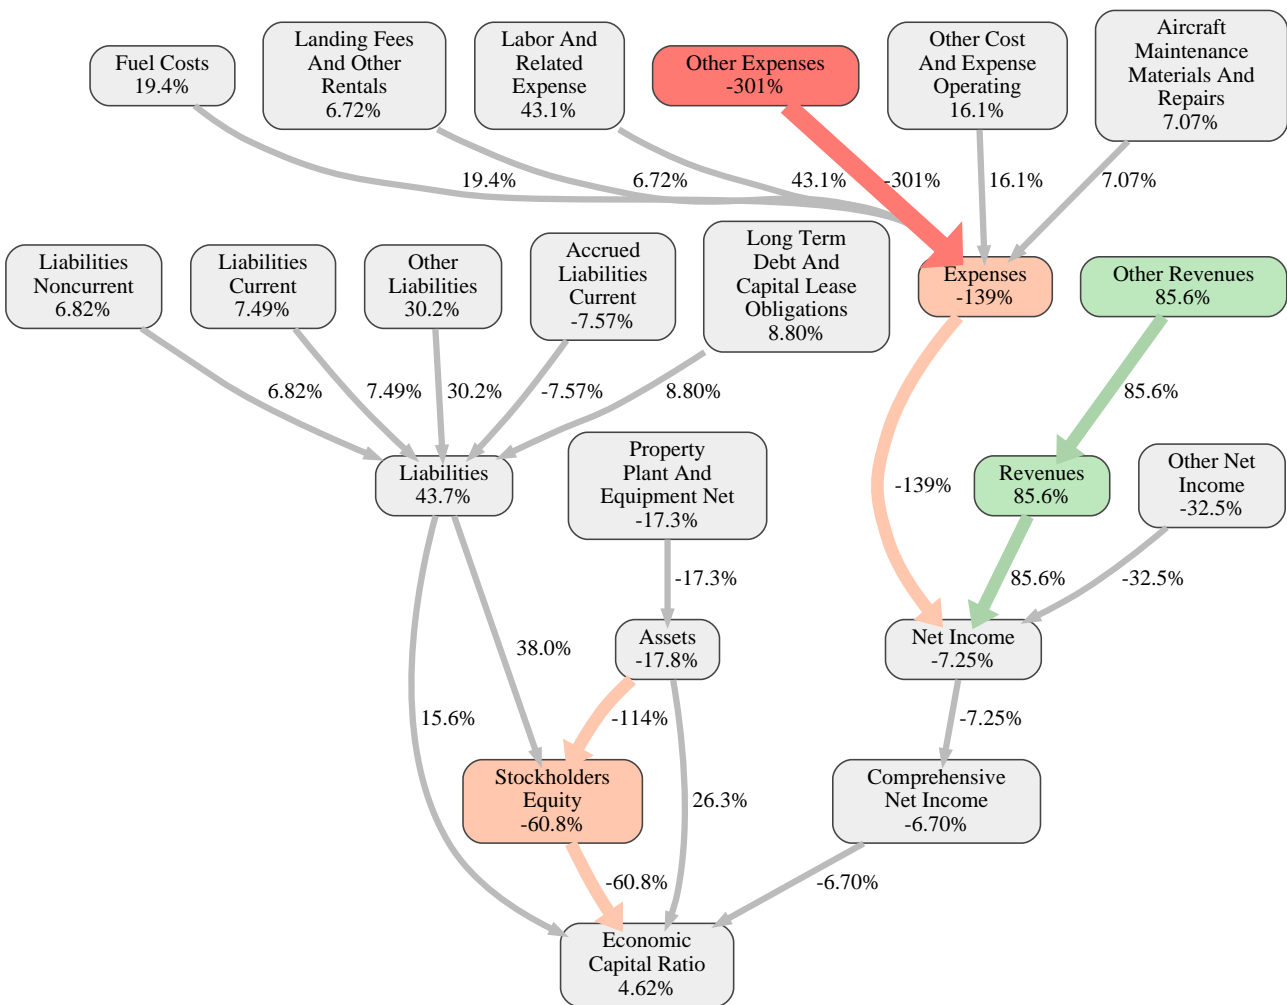 Fuel Costs
19.4%
Landing Fees
And Other
Rentals
6.72%
Labor And
Related
Expense
43.1%
Other Expenses
-301%
Other Cost
And Expense
Operating
16.1%
Aircraft
Maintenance
Materials And
Repairs
7.07%
19.4%
6.72%
43.1%
-301%
16.1%
7.07%
Liabilities
Noncurrent
6.82%
Liabilities
Current
7.49%
Other
Liabilities
30.2%
Accrued
Liabilities
Current
-7.57%
Long Term
Debt And
Capital Lease
Obligations
8.80%
Expenses
-139%
Other Revenues
85.6%
6.82%
7.49%
30.2%
-7.57%
8.80%
85.6%
Liabilities
43.7%
Property
Plant And
Equipment Net
-17.3%
-139%
Revenues
85.6%
Other Net
Income
-32.5%
-17.3%
85.6%
-32.5%
38.0%
Assets
-17.8%
Net Income
-7.25%
15.6%
-114%
-7.25%
Stockholders
Equity
-60.8%
26.3%
Comprehensive
Net Income
-6.70%
-60.8%
-6.70%
Economic
Capital Ratio
4.62%